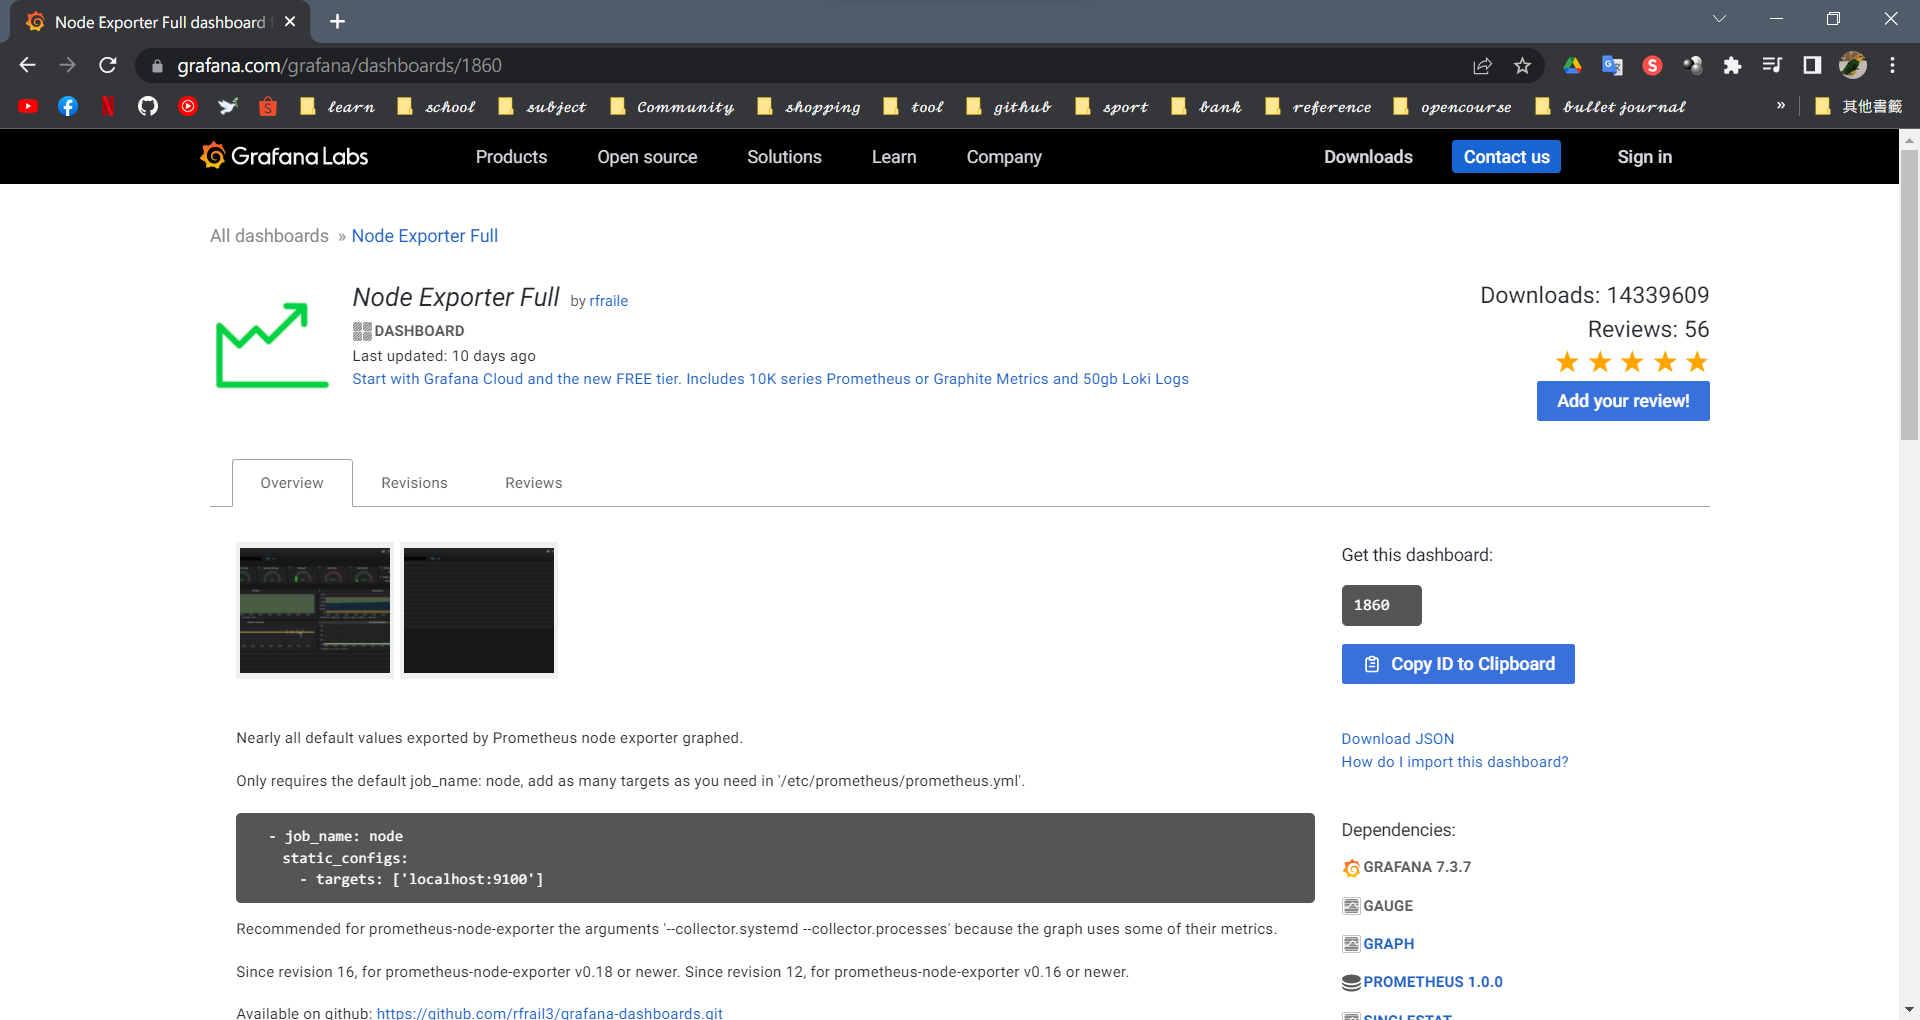 Node Exporter Full dashboard
grafana.com/grafana/dashboards/1860
learn school subject Community shopping tool github sport bank reference opencourse bullet journal » 其他書籤
Grafana Labs Products Open source Solutions Learn Company Downloads Contact us Sign in
All dashboards » Node Exporter Full
Node Exporter Full by rfraile
DASHBOARD
Last updated: 10 days ago
Start with Grafana Cloud and the new FREE tier. Includes 10K series Prometheus or Graphite Metrics and 50gb Loki Logs
Downloads: 14339609
Reviews: 56
Add your review!
Overview Revisions Reviews
Nearly all default values exported by Prometheus node exporter graphed.
Only requires the default job_name: node, add as many targets as you need in '/etc/prometheus/prometheus.yml'.
- job_name: node
static_configs:
- targets: ['localhost:9100']
Recommended for prometheus-node-exporter the arguments '--collector.systemd --collector.processes' because the graph uses some of their metrics.
Since revision 16, for prometheus-node-exporter v0.18 or newer. Since revision 12, for prometheus-node-exporter v0.16 or newer.
Available on github: https://github.com/rfrail3/grafana-dashboards.git
Get this dashboard:
1860
Copy ID to Clipboard
Download JSON
How do I import this dashboard?
Dependencies:
GRAFANA 7.3.7
GAUGE
GRAPH
PROMETHEUS 1.0.0
SINGLESTAT